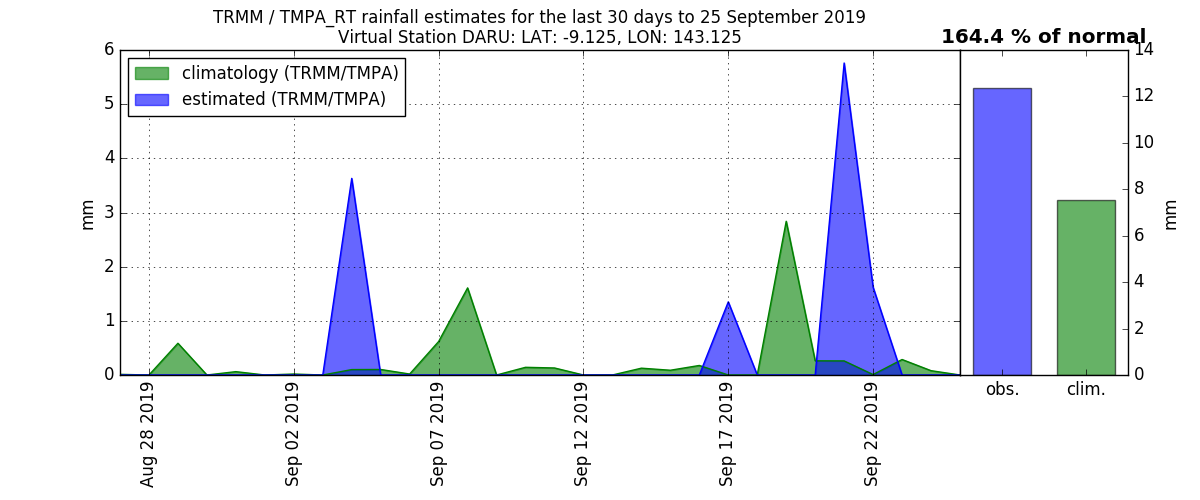 TRMM / TMPA_RT rainfall estimates for the last 30 days to 25 September 2019
Virtual Station DARU: LAT: -9.125, LON: 143.125
164.4 % of normal
climatology (TRMM/TMPA)
estimated (TRMM/TMPA)
6
5
4
3
2
1
0
mm
Aug 28 2019
Sep 02 2019
Sep 07 2019
Sep 12 2019
Sep 17 2019
Sep 22 2019
14
12
10
8
6
4
2
0
mm
obs.
clim.